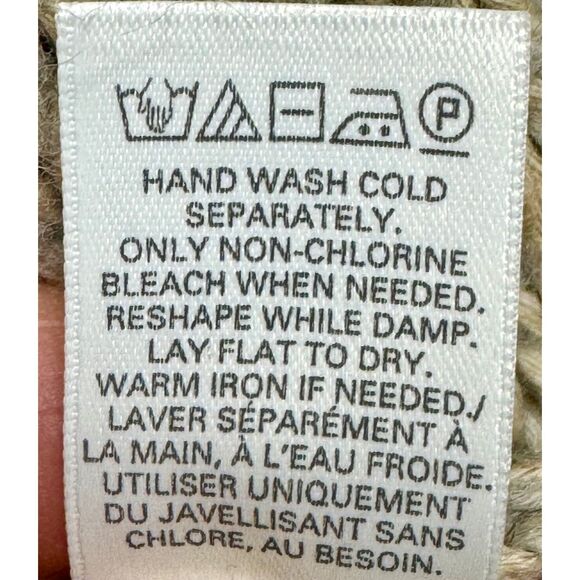 P
HAND WASH COLD
SEPARATELY.
ONLY NON-CHLORINE
BLEACH WHEN NEEDED.
RESHAPE WHILE DAMP.
LAY FLAT TO DRY.
WARM IRON IF NEEDED./
LAVER SÉPARÉMENT À
LA MAIN, À L'EAU FROIDE.
UTILISER UNIQUEMENT
DU JAVELLISANT SANS
CHLORE, AU BESOIN.